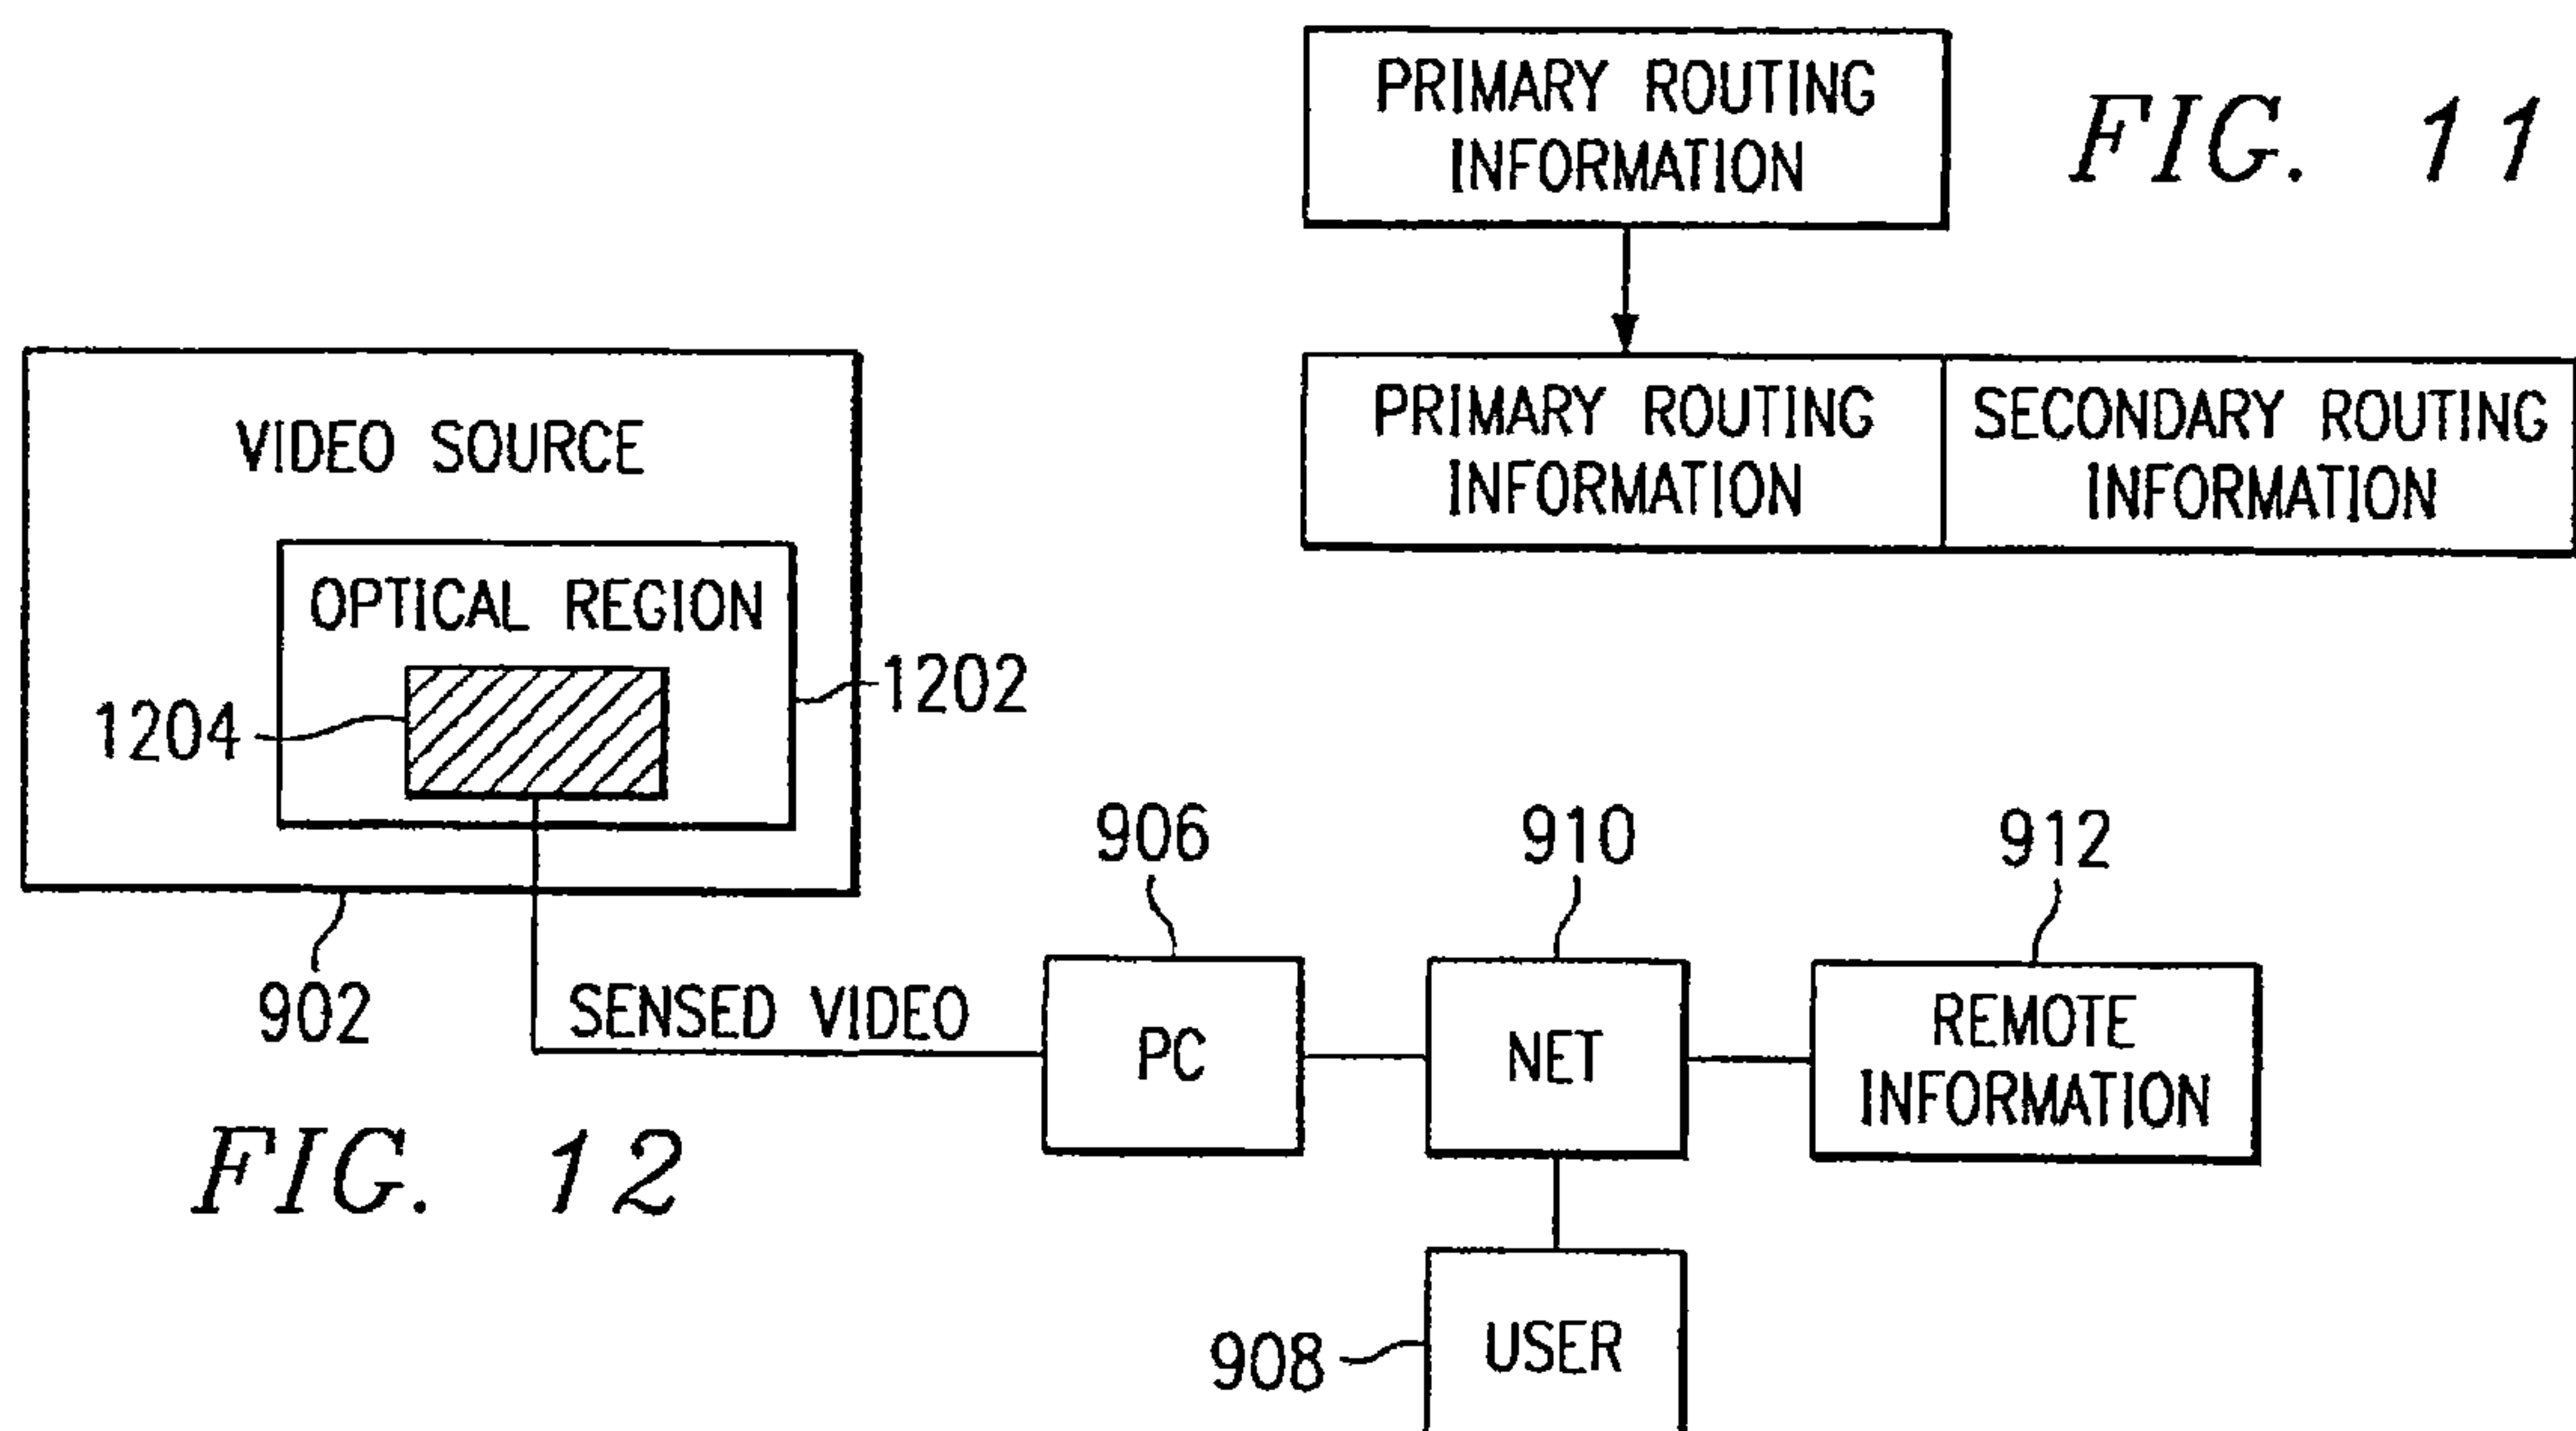 PRIMARY ROUTING
INFORMATION
FIG. 11
PRIMARY ROUTING
INFORMATION
SECONDARY ROUTING
INFORMATION
VIDEO SOURCE
OPTICAL REGION
1202
1204
902
SENSED VIDEO
906
PC
910
NET
912
REMOTE
INFORMATION
908
USER
FIG. 12